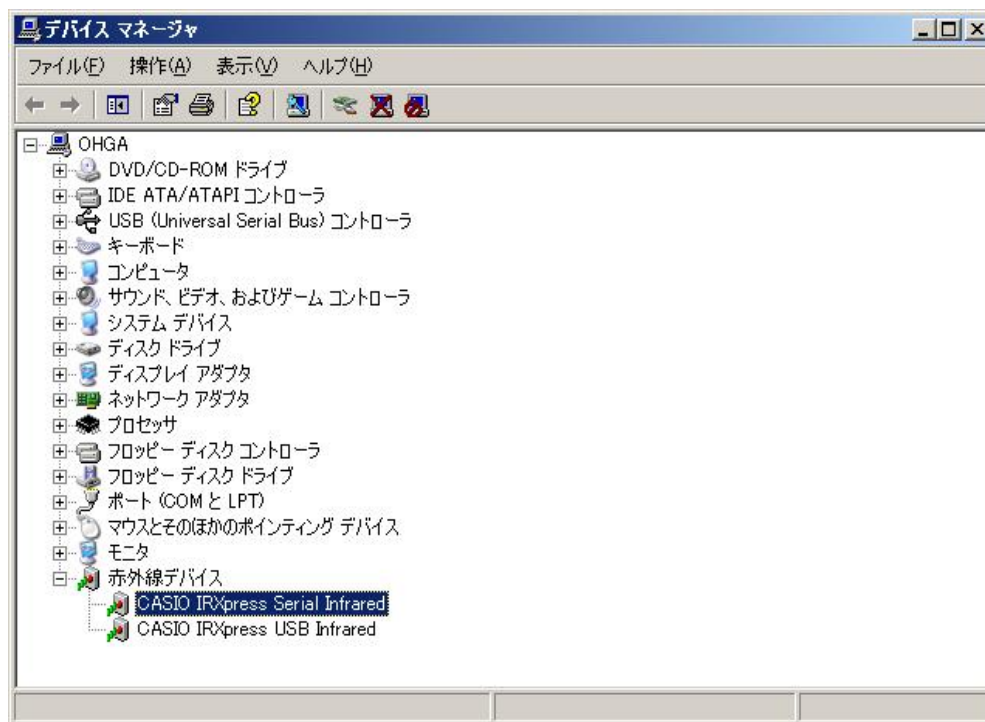 デバイス マネージャ
ファイル(F) 操作(A) 表示(V) ヘルプ(H)
OHGA
DVD/CD-ROM ドライブ
IDE ATA/ATAPI コントローラ
USB (Universal Serial Bus) コントローラ
キーボード
コンピュータ
サウンド、ビデオ、およびゲーム コントローラ
システム デバイス
ディスク ドライブ
ディスプレイ アダプタ
ネットワーク アダプタ
プロセッサ
フロッピー ディスク コントローラ
フロッピー ディスク ドライブ
ポート (COM と LPT)
マウスとそのほかのポインティング デバイス
モニタ
赤外線デバイス
CASIO IRXpress Serial Infrared
CASIO IRXpress USB Infrared